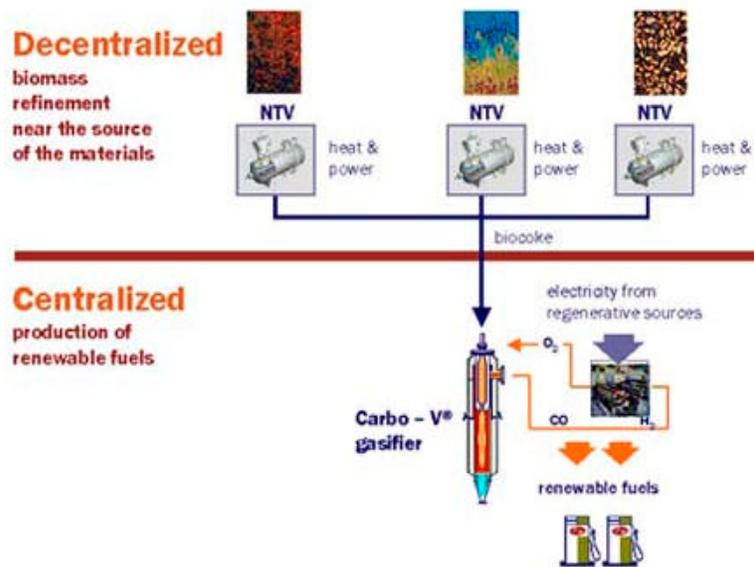 Decentralized
biomass
refinement
near the source
of the materials
NTV
NTV
NTV
heat &
power
heat &
power
heat &
power
biocoke
Centralized
production of
renewable fuels
electricity from
regenerative sources
O2
Carbo – V®
gasifier
CO
H2
renewable fuels